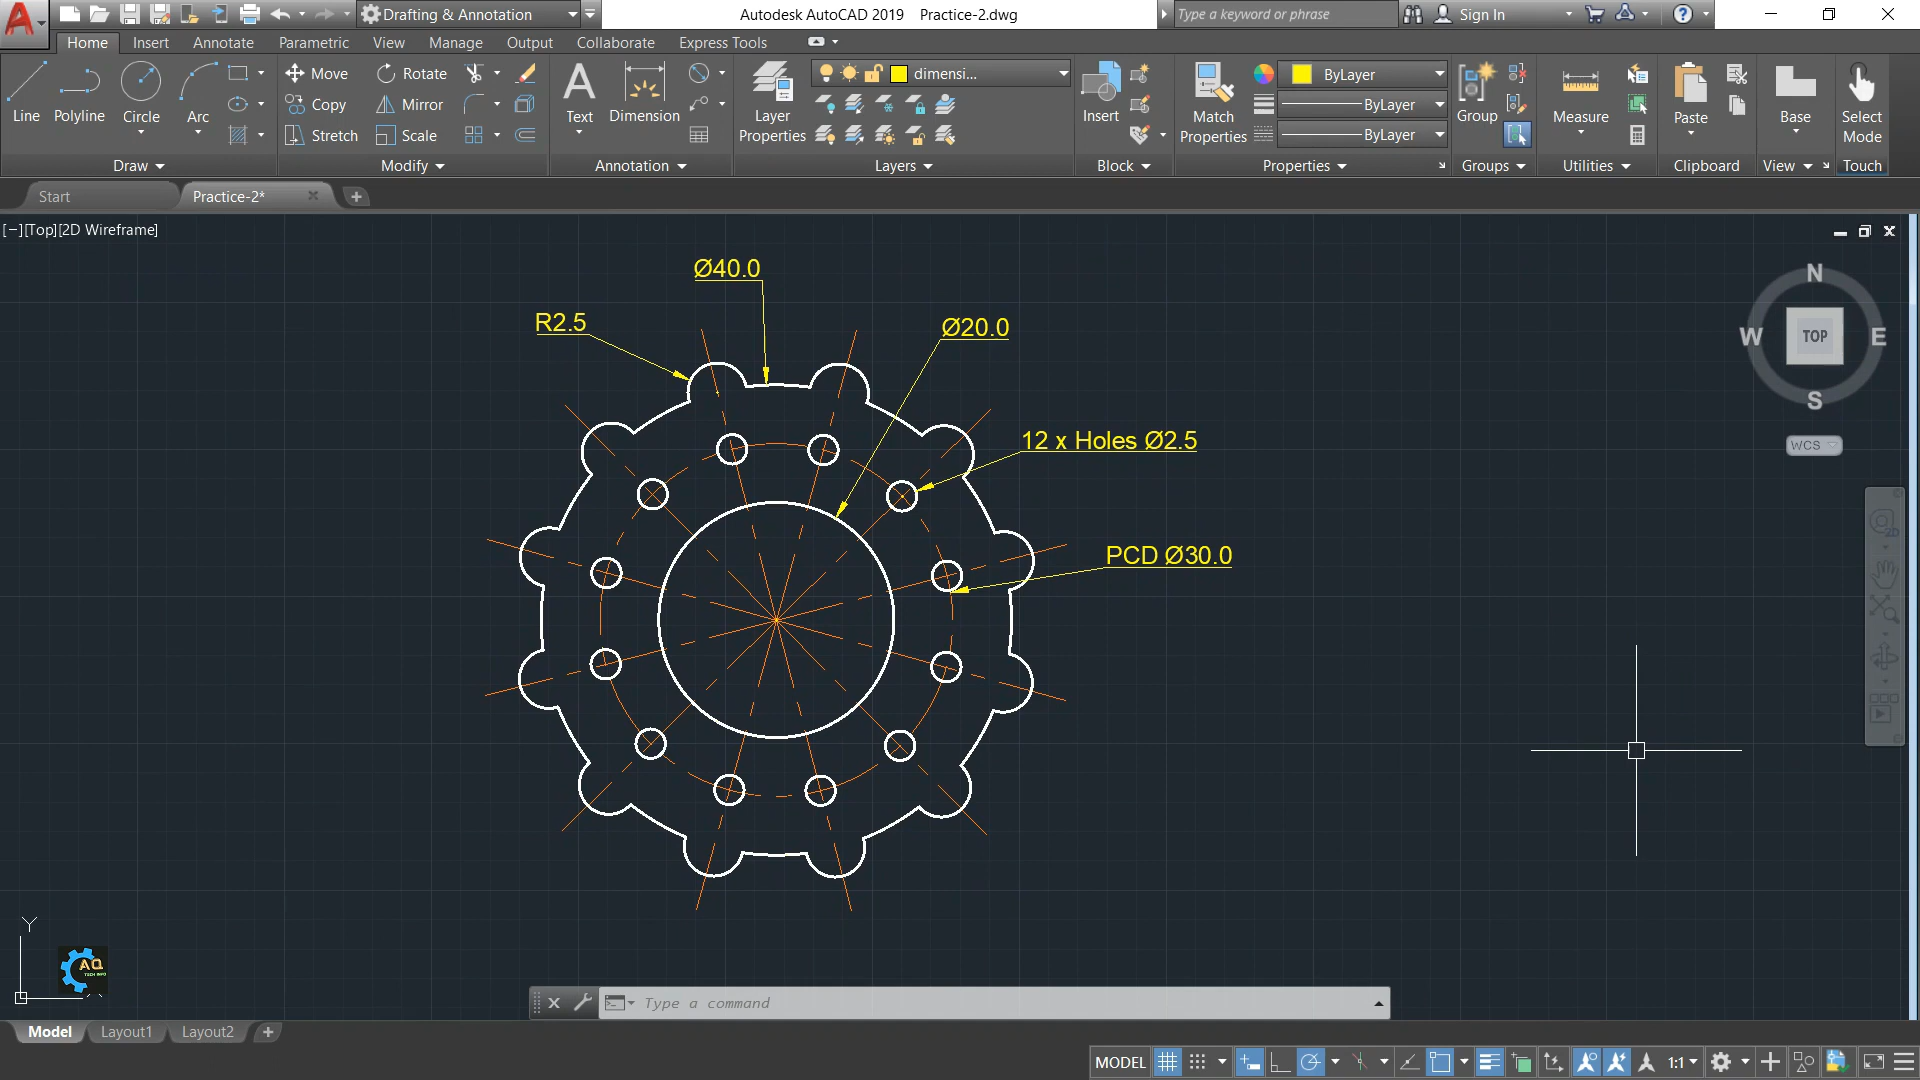 Drafting & Annotation
Autodesk AutoCAD 2019 Practice-2.dwg
Type a keyword or phrase
Sign In
Home Insert Annotate Parametric View Manage Output Collaborate Express Tools
Line Polyline Circle Arc
Move Rotate
Copy Mirror
Stretch Scale
Text Dimension
Layer Properties
dimensi...
Insert
Match Properties
ByLayer
ByLayer
ByLayer
Group
Measure
Paste
Base
Select Mode
Draw Modify Annotation Layers Block Properties Groups Utilities Clipboard View Touch
Start Practice-2*
[−][Top][2D Wireframe]
Ø40.0
R2.5
Ø20.0
12 x Holes Ø2.5
PCD Ø30.0
N
W TOP E
S
WCS
2D
Y
AQ
TECH INFO
Type a command
Model Layout1 Layout2
MODEL
1:1